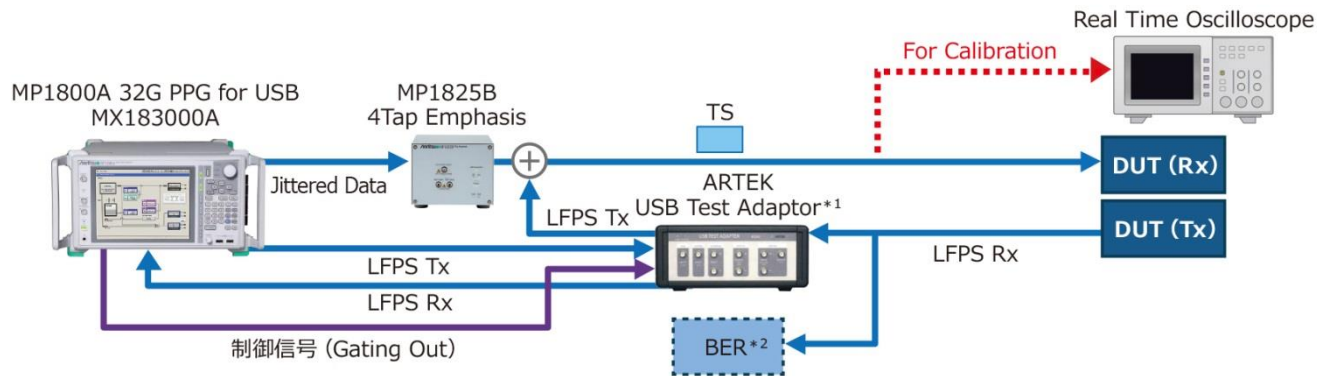 Real Time Oscilloscope
For Calibration
MP1800A 32G PPG for USB
MX183000A
MP1825B
4Tap Emphasis
TS
DUT (Rx)
Jittered Data
ARTEK
USB Test Adaptor*1
LFPS Tx
DUT (Tx)
LFPS Rx
LFPS Tx
LFPS Rx
制御信号 (Gating Out)
BER*2